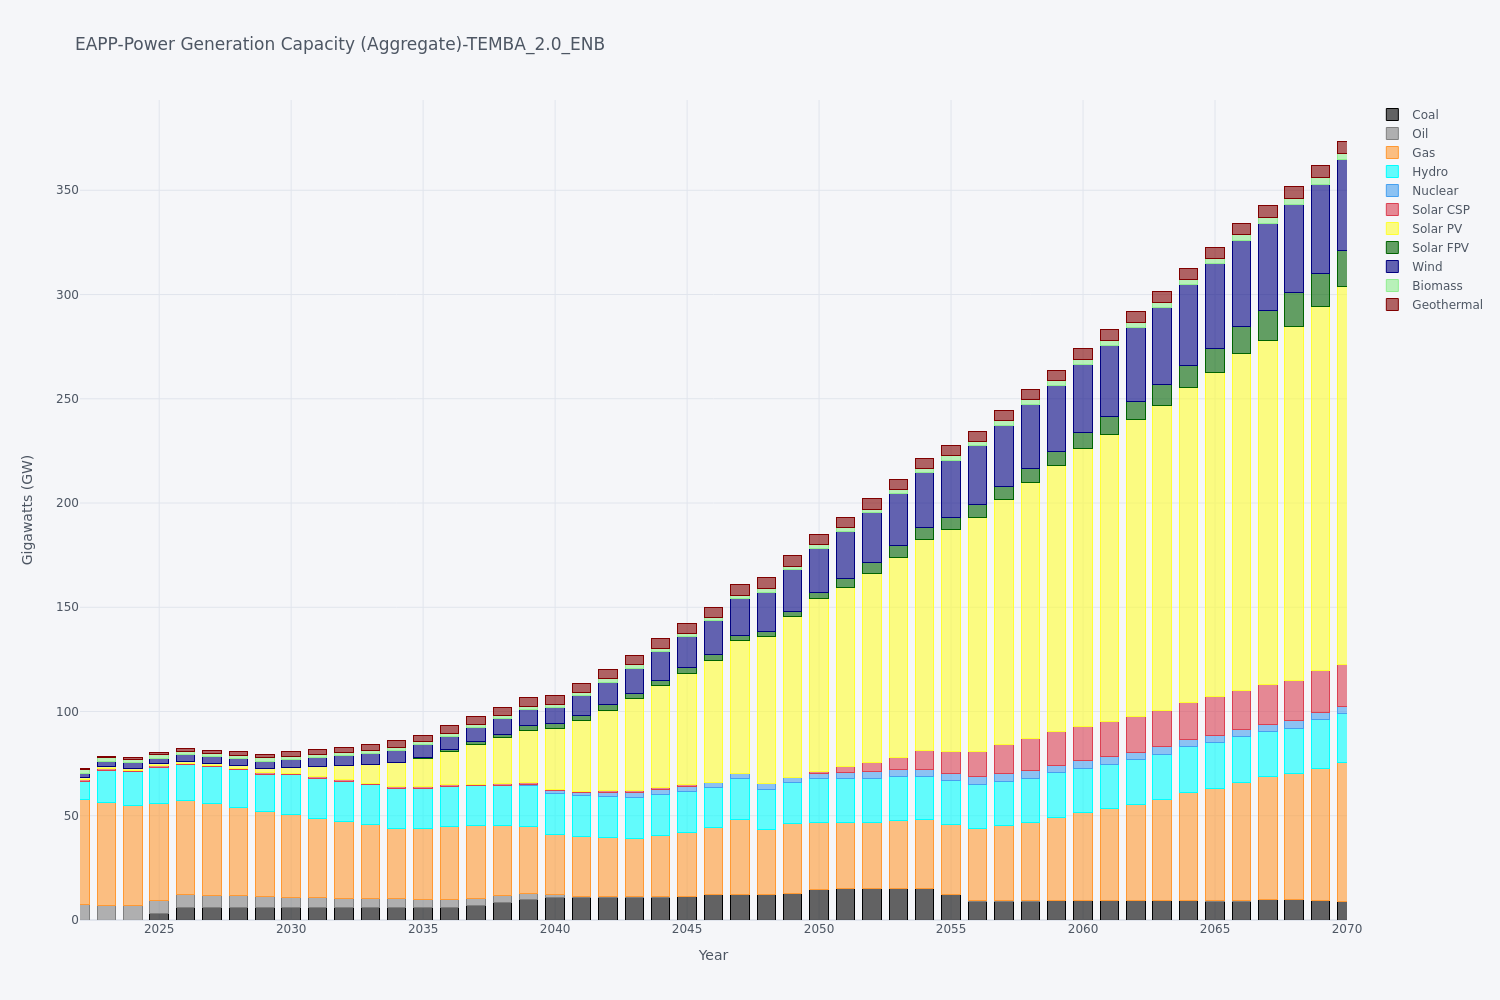 EAPP-Power Generation Capacity (Aggregate)-TEMBA_2.0_ENB
Coal
Oil
Gas
Hydro
Nuclear
Solar CSP
Solar PV
Solar FPV
Wind
Biomass
Geothermal
350
300
250
200
150
100
50
0
Gigawatts (GW)
2025 2030 2035 2040 2045 2050 2055 2060 2065 2070
Year